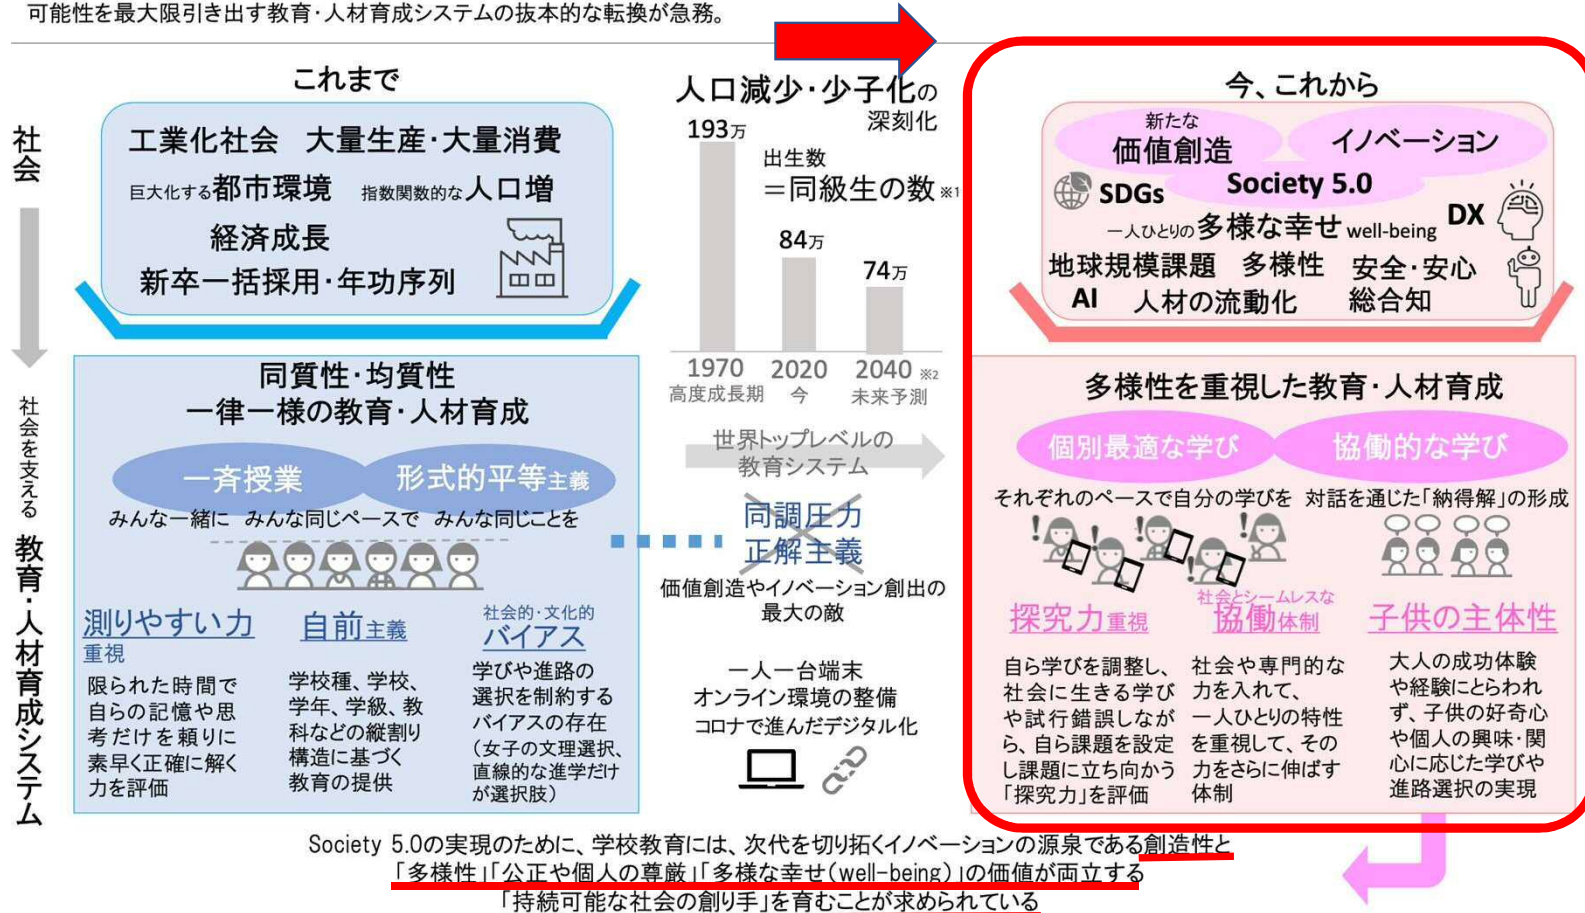 可能性を最大限引き出す教育・人材育成システムの抜本的な転換が急務。
これまで
社会
工業化社会　大量生産・大量消費
巨大化する都市環境　指数関数的な人口増
経済成長
新卒一括採用・年功序列
人口減少・少子化の
深刻化
193万
出生数
＝同級生の数 ※1
84万
74万
1970 2020 2040 ※2
高度成長期 今 未来予測
今、これから
新たな
価値創造
イノベーション
SDGs
Society 5.0
DX
一人ひとりの多様な幸せ well-being
地球規模課題　多様性　安全・安心
AI　人材の流動化　総合知
社会を支える
教育・人材育成システム
同質性・均質性
一律一様の教育・人材育成
一斉授業
形式的平等主義
みんな一緒に　みんな同じペースで　みんな同じことを
測りやすい力
重視
限られた時間で
自らの記憶や思
考だけを頼りに
素早く正確に解く
力を評価
自前主義
学校種、学校、
学年、学級、教
科などの縦割り
構造に基づく
教育の提供
社会的・文化的
バイアス
学びや進路の
選択を制約する
バイアスの存在
（女子の文理選択、
直線的な進学だけ
が選択肢）
世界トップレベルの
教育システム
同調圧力
正解主義
価値創造やイノベーション創出の
最大の敵
一人一台端末
オンライン環境の整備
コロナで進んだデジタル化
多様性を重視した教育・人材育成
個別最適な学び
協働的な学び
それぞれのペースで自分の学びを　対話を通じた「納得解」の形成
探究力重視
自ら学びを調整し、
社会に生きる学び
や試行錯誤しなが
ら、自ら課題を設定
し課題に立ち向かう
「探究力」を評価
社会とシームレスな
協働体制
社会や専門的な
力を入れて、
一人ひとりの特性
を重視して、その
力をさらに伸ばす
体制
子供の主体性
大人の成功体験
や経験にとらわれ
ず、子供の好奇心
や個人の興味・関
心に応じた学びや
進路選択の実現
Society 5.0の実現のために、学校教育には、次代を切り拓くイノベーションの源泉である創造性と
「多様性」「公正や個人の尊厳」「多様な幸せ（well-being）」の価値が両立する
「持続可能な社会の創り手」を育むことが求められている